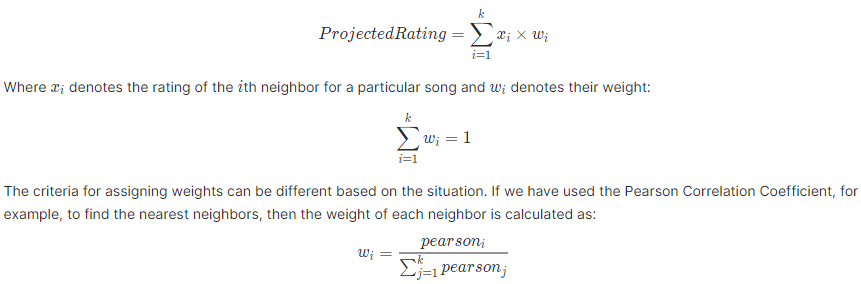 ProjectedRating = \sum_{i=1}^{k} x_i × w_i
Where x_i denotes the rating of the ith neighbor for a particular song and w_i denotes their weight:
\sum_{i=1}^{k} w_i = 1
The criteria for assigning weights can be different based on the situation. If we have used the Pearson Correlation Coefficient, for
example, to find the nearest neighbors, then the weight of each neighbor is calculated as:
w_i = \frac{pearson_i}{\sum_{j=1}^{k} pearson_j}